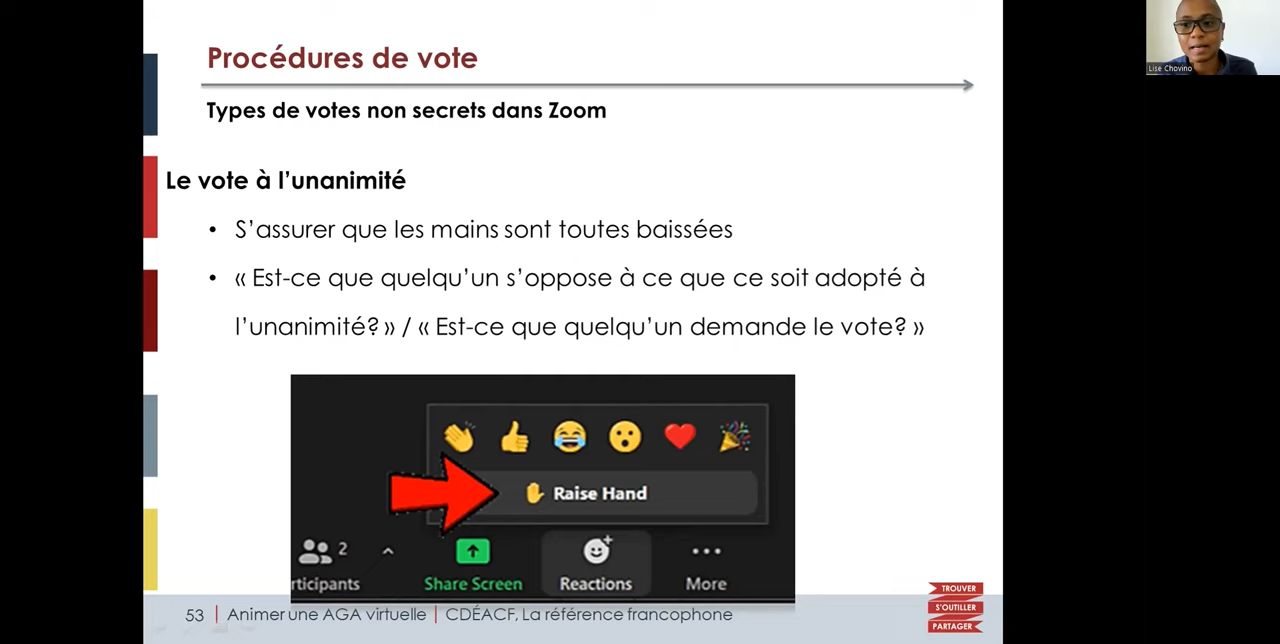 Procédures de vote
Lise Chovino
Types de votes non secrets dans Zoom
Le vote à l’unanimité
• S’assurer que les mains sont toutes baissées
• « Est-ce que quelqu’un s’oppose à ce que ce soit adopté à
l’unanimité? » / « Est-ce que quelqu’un demande le vote? »
Raise Hand
2
rticipants
Share Screen
Reactions
More
TROUVER
S'OUTILLER
PARTAGER
53 | Animer une AGA virtuelle | CDÉACF, La référence francophone